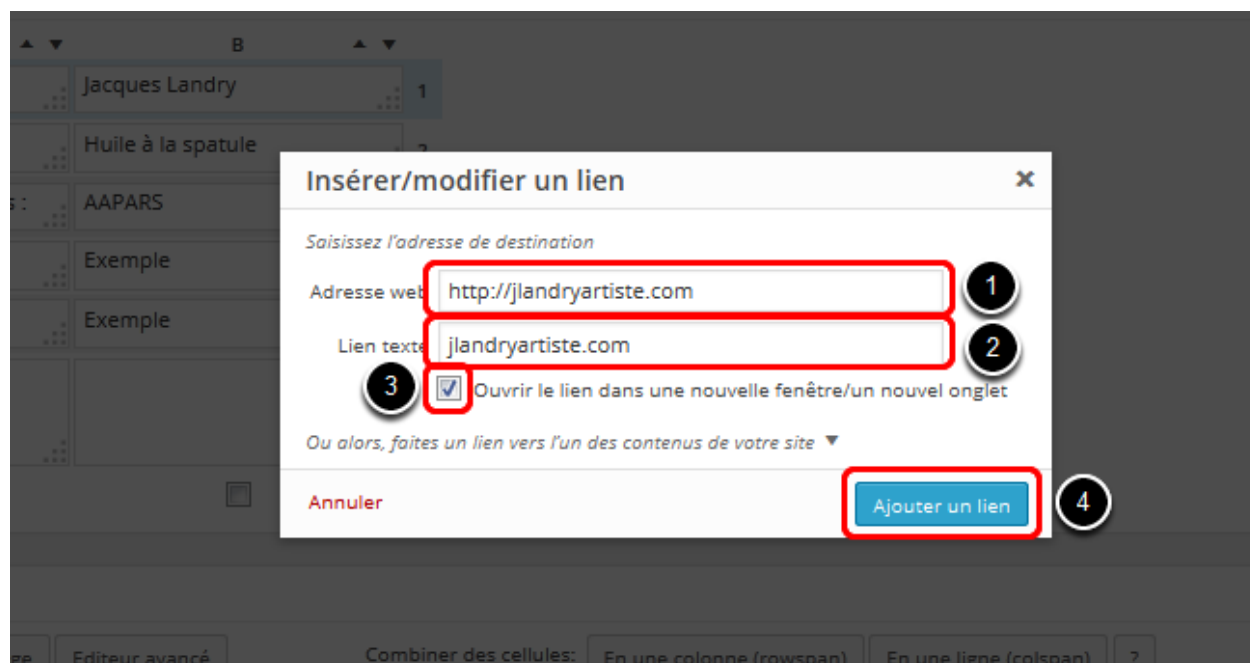 B
Jacques Landry
1
Huile à la spatule
2
Insérer/modifier un lien
s :
AAPARS
Saisissez l'adresse de destination
Exemple
Adresse web
http://jlandryartiste.com
1
Exemple
Lien texte
jlandryartiste.com
2
3
Ouvrir le lien dans une nouvelle fenêtre/un nouvel onglet
Ou alors, faites un lien vers l'un des contenus de votre site
Annuler
Ajouter un lien
4
ge
Editeur avancé
Combiner des cellules:
En une colonne (rowspan)
En une ligne (colspan)
?